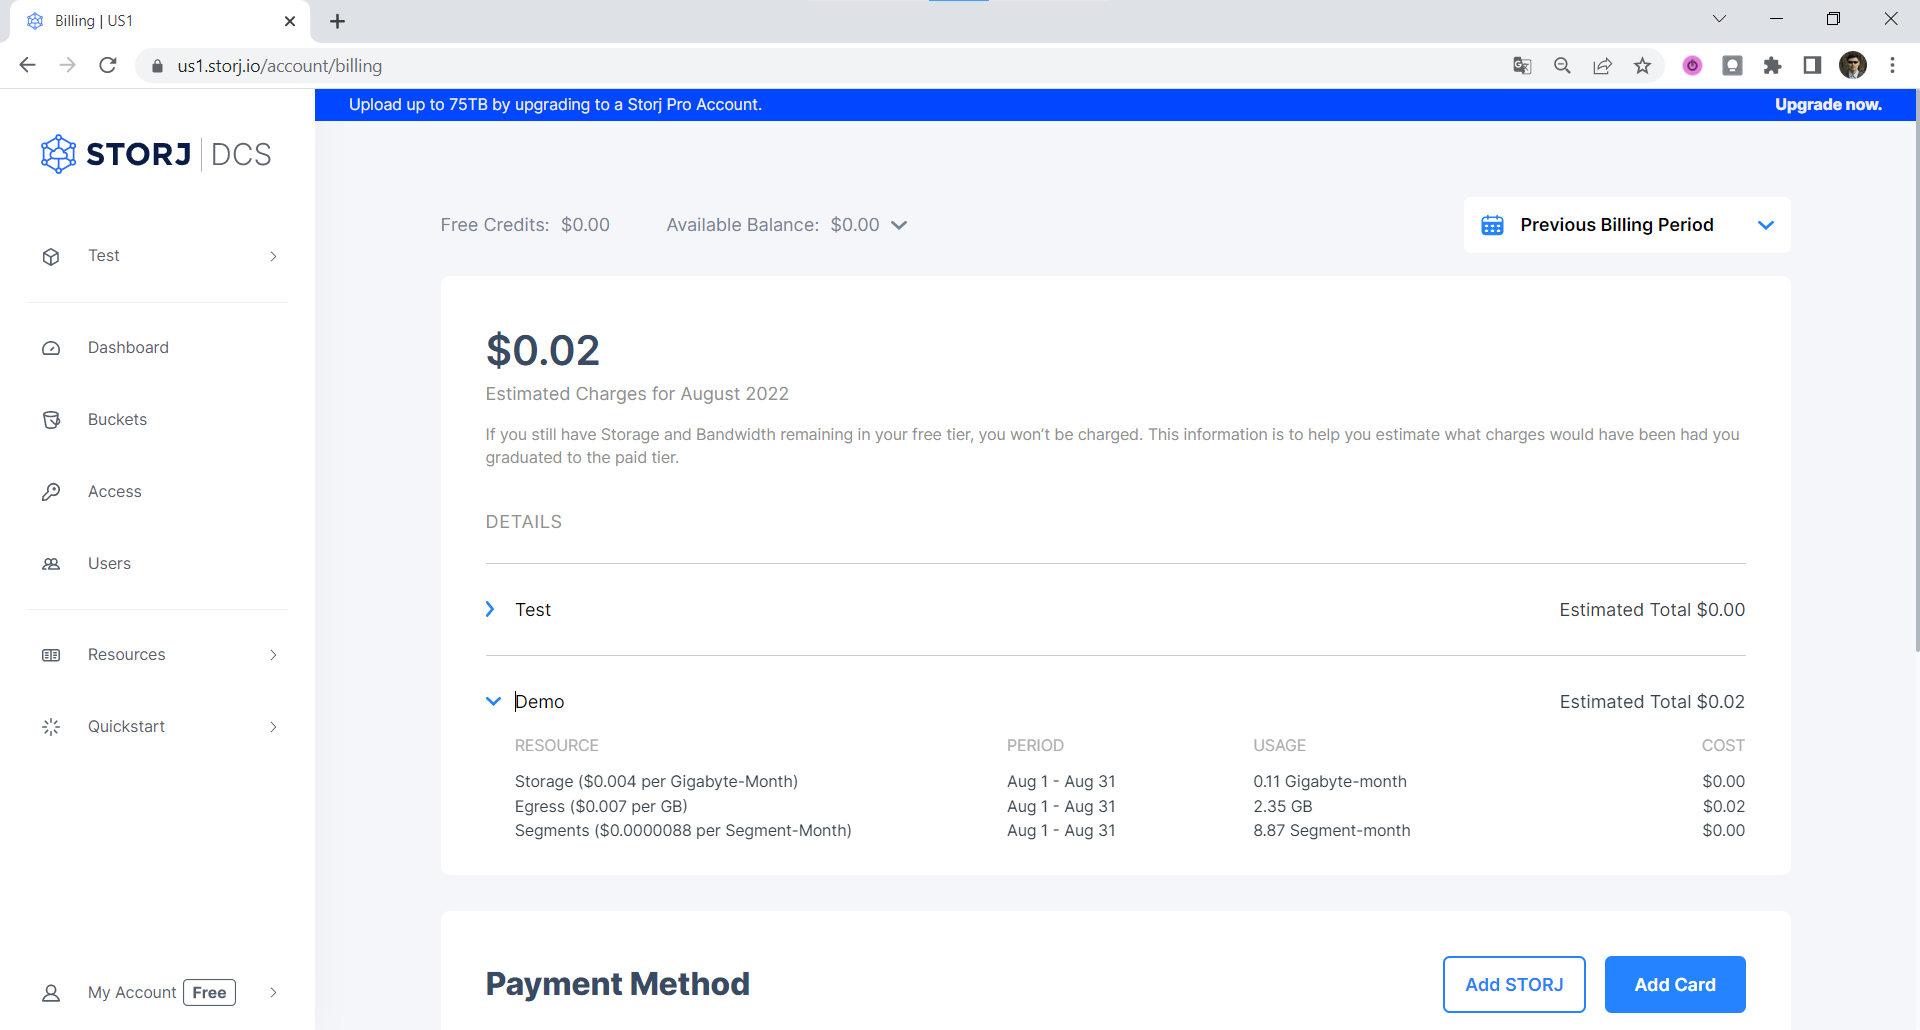 Billing | US1
us1.storj.io/account/billing
Upload up to 75TB by upgrading to a Storj Pro Account.
Upgrade now.
STORJ DCS
Test
Dashboard
Buckets
Access
Users
Resources
Quickstart
My Account Free
Free Credits: $0.00
Available Balance: $0.00
Previous Billing Period
$0.02
Estimated Charges for August 2022
If you still have Storage and Bandwidth remaining in your free tier, you won’t be charged. This information is to help you estimate what charges would have been had you
graduated to the paid tier.
DETAILS
Test Estimated Total $0.00
Demo Estimated Total $0.02
RESOURCE PERIOD USAGE COST
Storage ($0.004 per Gigabyte-Month) Aug 1 - Aug 31 0.11 Gigabyte-month $0.00
Egress ($0.007 per GB) Aug 1 - Aug 31 2.35 GB $0.02
Segments ($0.0000088 per Segment-Month) Aug 1 - Aug 31 8.87 Segment-month $0.00
Payment Method
Add STORJ
Add Card